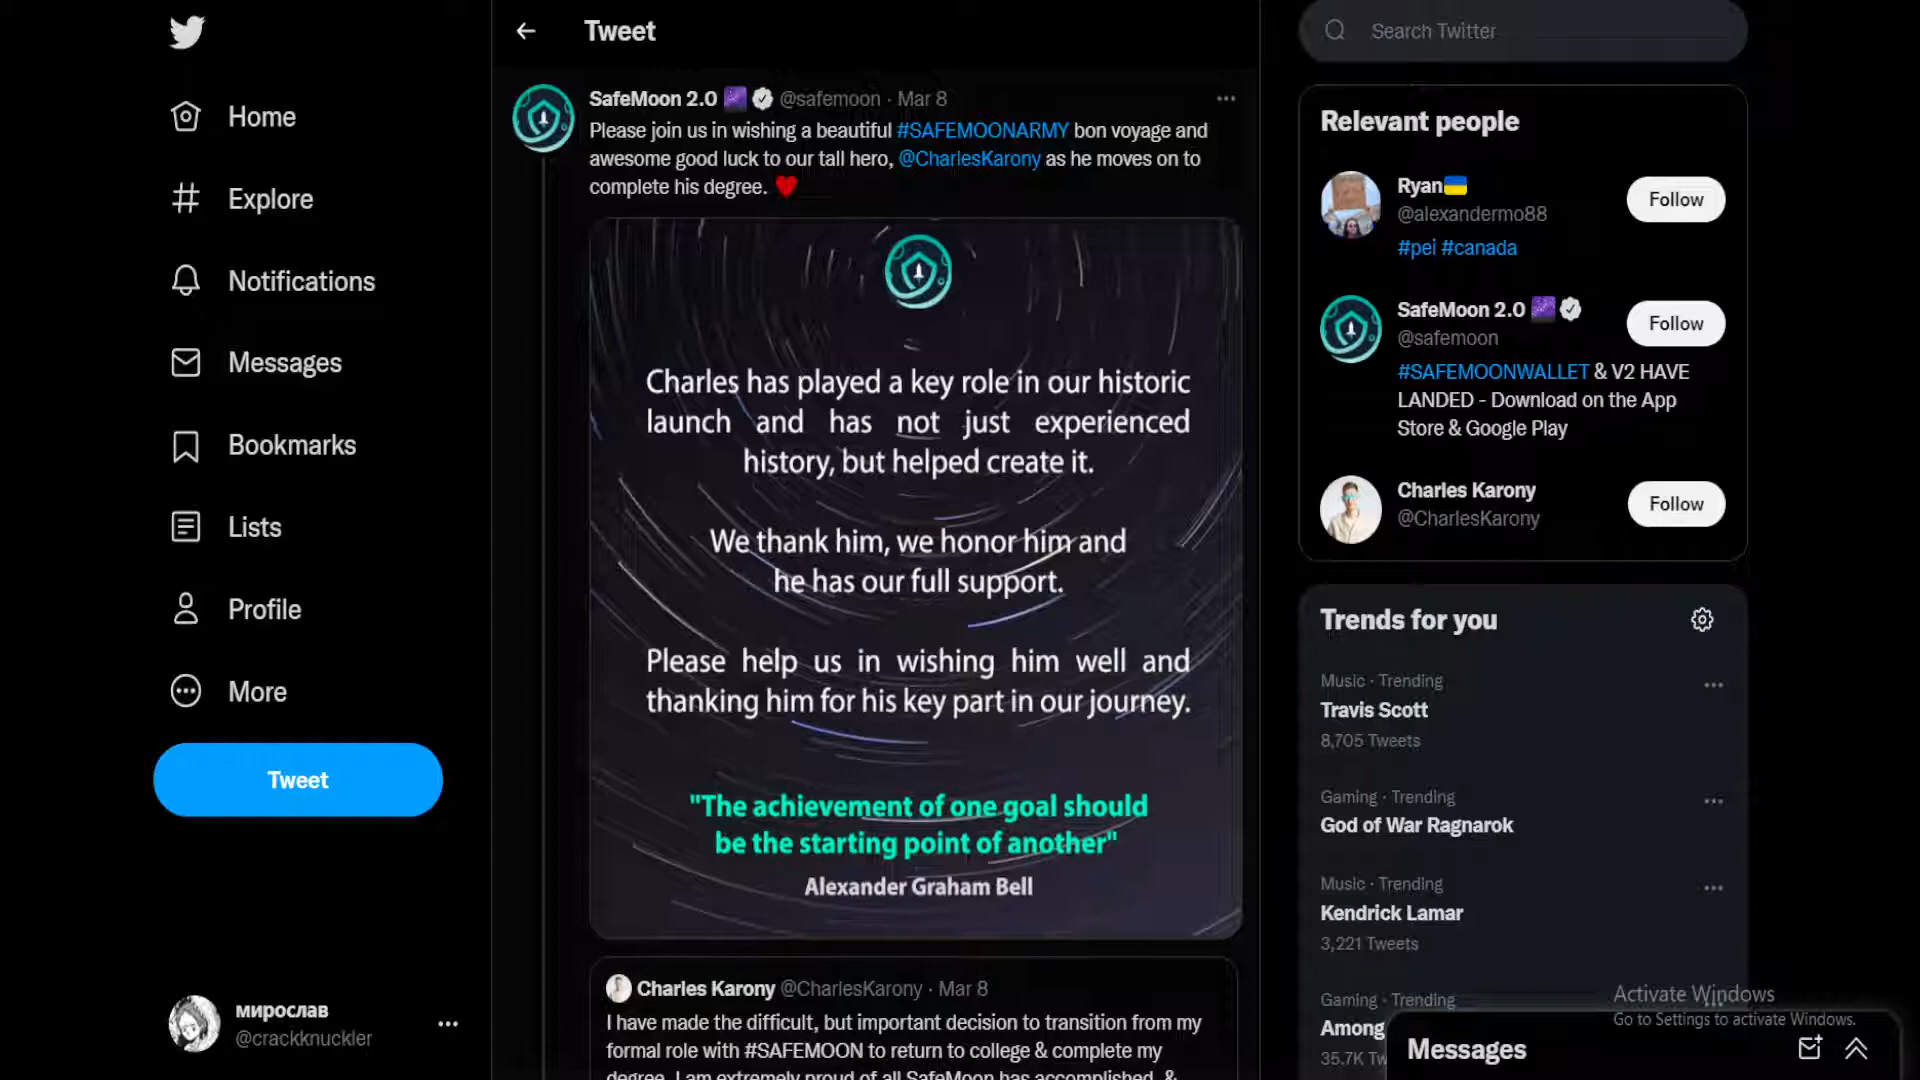 Home
Explore
Notifications
Messages
Bookmarks
Lists
Profile
More
Tweet
мирослав
@crackknuckler
Tweet
SafeMoon 2.0 @safemoon · Mar 8
Please join us in wishing a beautiful #SAFEMOONARMY bon voyage and
awesome good luck to our tall hero, @CharlesKarony as he moves on to
complete his degree.
Charles has played a key role in our historic
launch and has not just experienced
history, but helped create it.
We thank him, we honor him and
he has our full support.
Please help us in wishing him well and
thanking him for his key part in our journey.
"The achievement of one goal should
be the starting point of another"
Alexander Graham Bell
Charles Karony @CharlesKarony · Mar 8
I have made the difficult, but important decision to transition from my
formal role with #SAFEMOON to return to college & complete my
degree. I am extremely proud of all SafeMoon has accomplished, &
Search Twitter
Relevant people
Ryan
@alexandermo88
Follow
#pei #canada
SafeMoon 2.0
@safemoon
Follow
#SAFEMOONWALLET & V2 HAVE
LANDED - Download on the App
Store & Google Play
Charles Karony
@CharlesKarony
Follow
Trends for you
Music · Trending
Travis Scott
8,705 Tweets
Gaming · Trending
God of War Ragnarok
Music · Trending
Kendrick Lamar
3,221 Tweets
Gaming · Trending
Among
35.7K Tw
Activate Windows
Go to Settings to activate Windows.
Messages